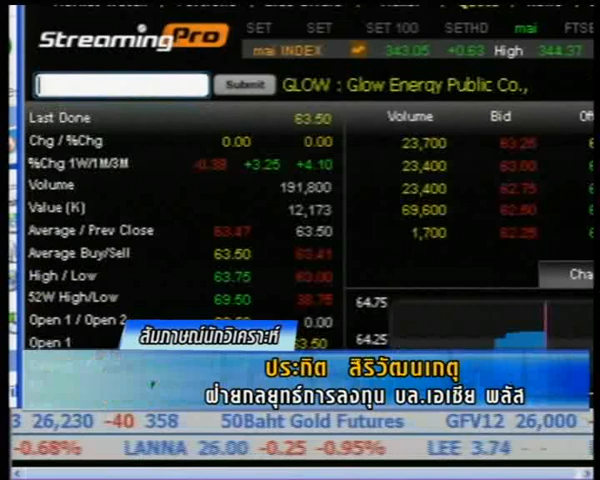 StreamingPro
SET SET SET 100 SETHD mai FTSE
mai INDEX 343.05 +0.63 High 344.37
Submit GLOW : Glow Energy Public Co.,
Last Done 63.50 Volume Bid
Chg / %Chg 0.00 0.00 23,700 63.25
%Chg 1W/1M/3M -0.39 +3.25 +4.10 23,400 63.00
Volume 191,800 23,400 62.75
Value (K) 12,173 69,600 62.50
Average / Prev Close 63.47 63.50 1,700 62.25
Average Buy/Sell 63.50 63.41
High / Low 63.75 63.00
52W High/Low 69.50 38.75 64.75
Open 1 / Open 2 0.00
Open 1 3.50 64.25
สัมภาษณ์นักวิเคราะห์
ประกิต สิริวัฒนเกตุ
ฝ่ายกลยุทธ์การลงทุน บล.เอเซีย พลัส
3 26,230 -40 358 50Baht Gold Futures GFV12 26,000
-0.68% LANNA 26.00 -0.25 -0.95% LEE 3.74 - -